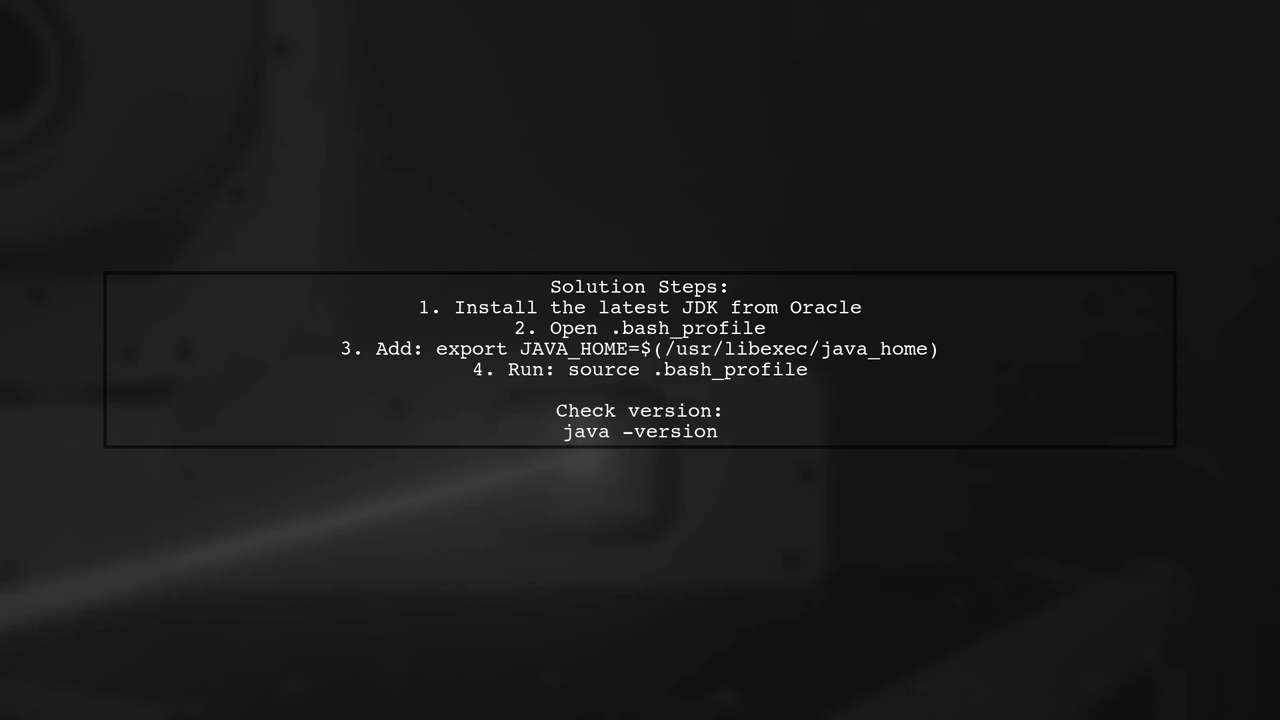 Solution Steps:
1. Install the latest JDK from Oracle
2. Open .bash_profile
3. Add: export JAVA_HOME=$(/usr/libexec/java_home)
4. Run: source .bash_profile
Check version:
java –version